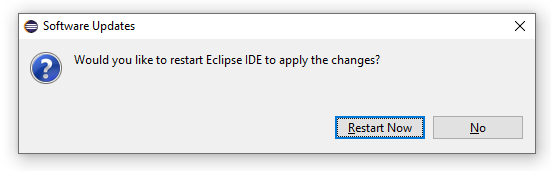 Software Updates
Would you like to restart Eclipse IDE to apply the changes?
Restart Now
No